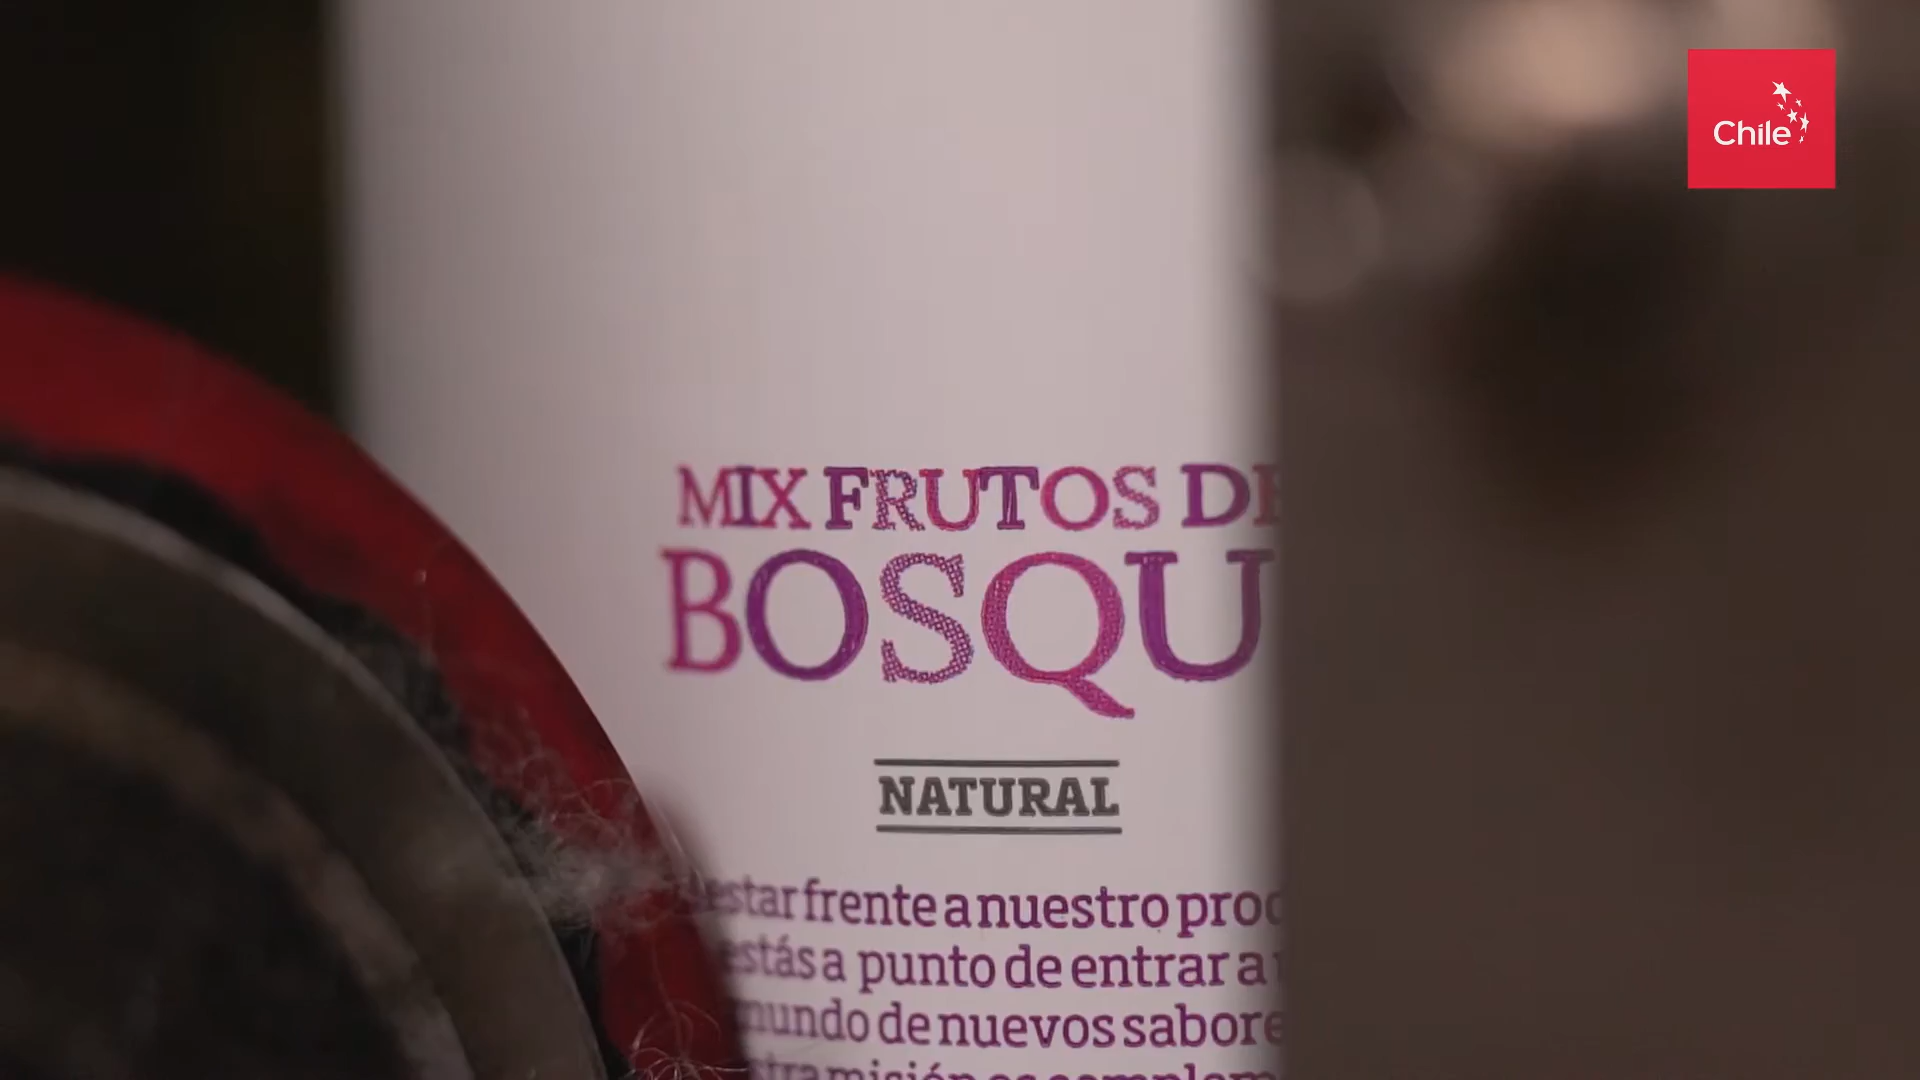 Chile
MIX FRUTOS DE
BOSQU
NATURAL
estar frente a nuestro prod
estás a punto de entrar a
mundo de nuevos sabore